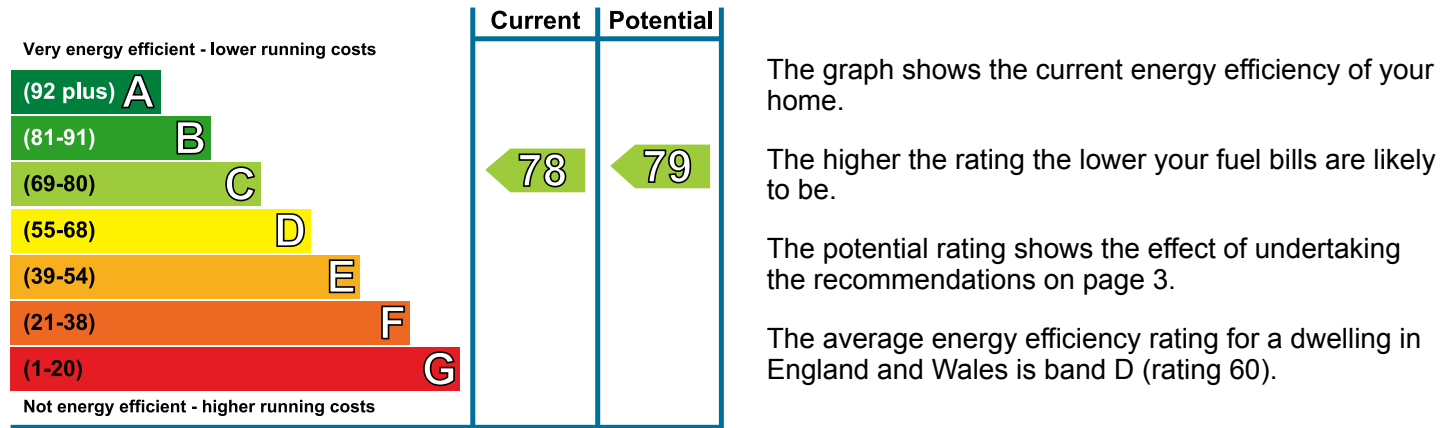 Current Potential
Very energy efficient - lower running costs
(92 plus) A
(81-91) B
(69-80) C
(55-68) D
(39-54) E
(21-38) F
(1-20) G
Not energy efficient - higher running costs
78 79
The graph shows the current energy efficiency of your
home.
The higher the rating the lower your fuel bills are likely
to be.
The potential rating shows the effect of undertaking
the recommendations on page 3.
The average energy efficiency rating for a dwelling in
England and Wales is band D (rating 60).